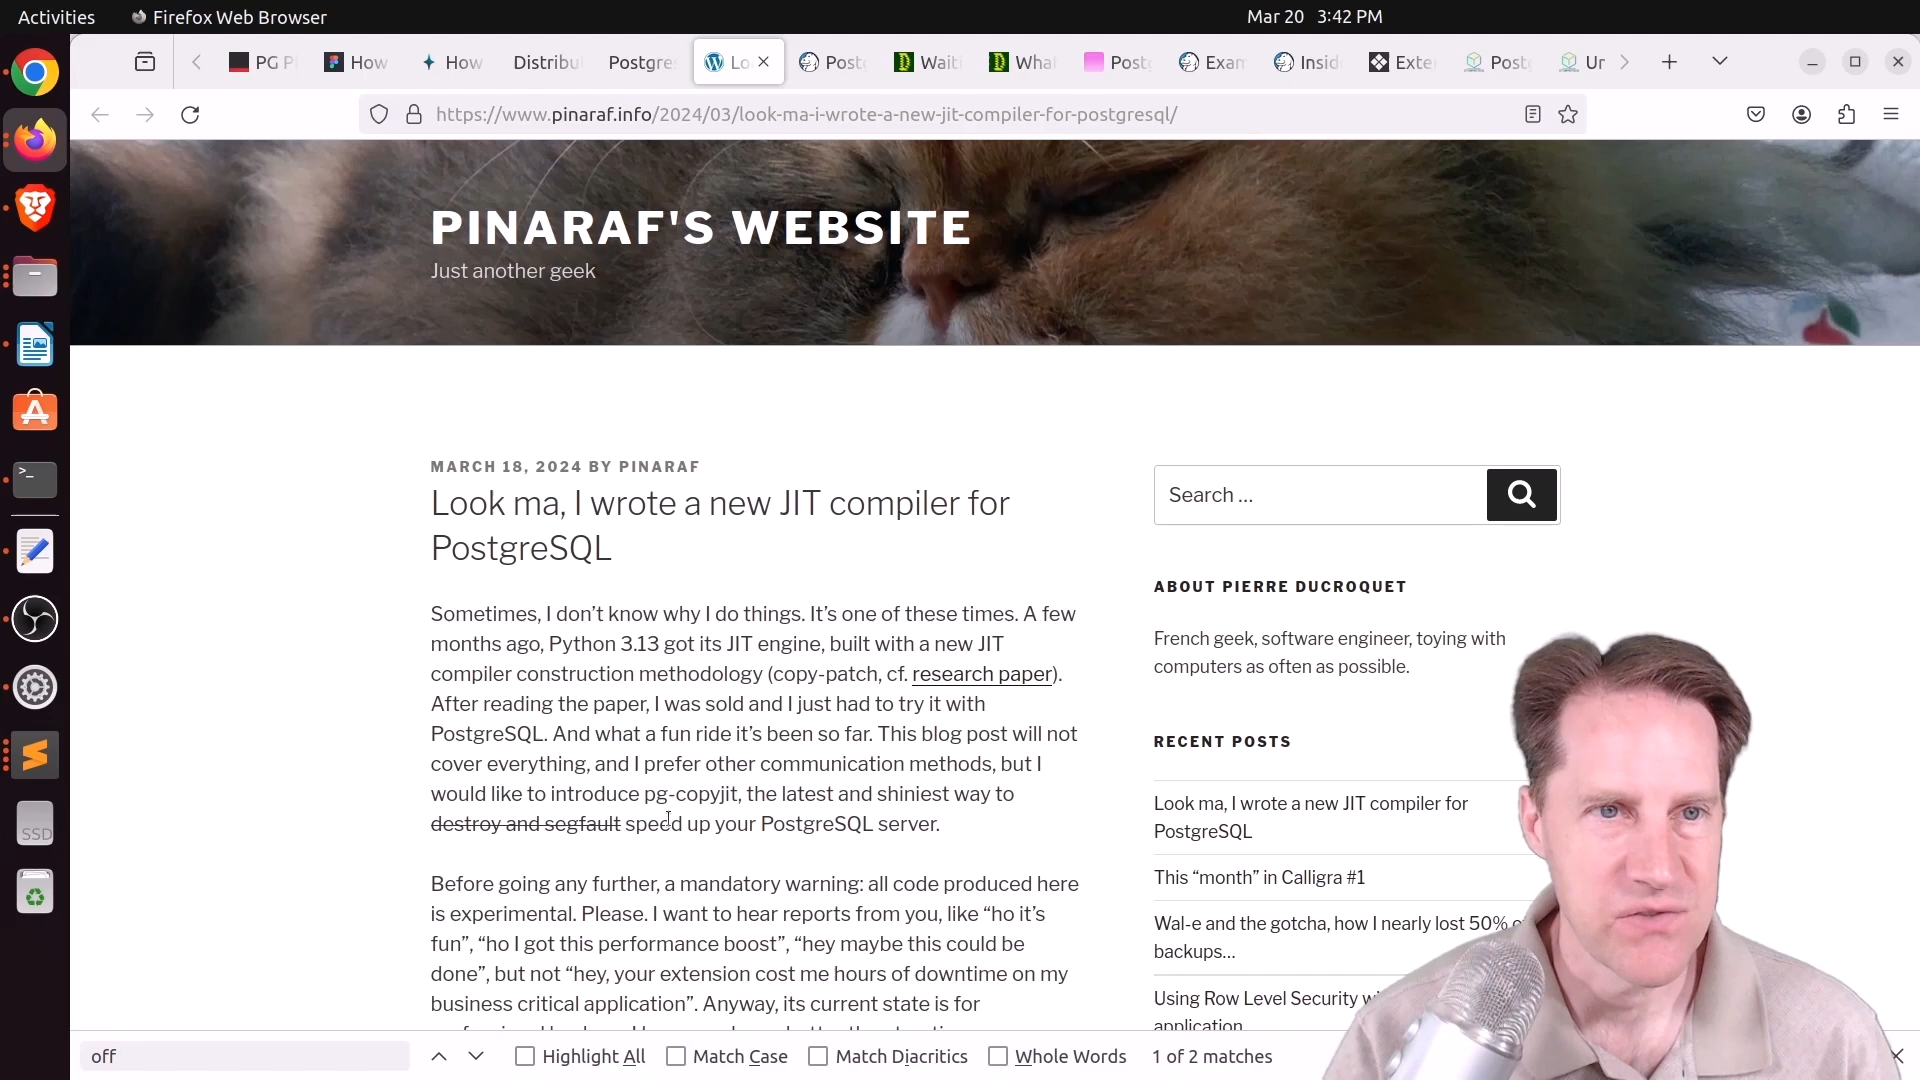 Activities Firefox Web Browser Mar 20 3:42 PM
PG P How How Distribu Postgre Lo Post Wait Wha Post Exam Insid Exte Post Ur
https://www.pinaraf.info/2024/03/look-ma-i-wrote-a-new-jit-compiler-for-postgresql/
PINARAF'S WEBSITE
Just another geek
MARCH 18, 2024 BY PINARAF
Look ma, I wrote a new JIT compiler for
PostgreSQL
Sometimes, I don’t know why I do things. It’s one of these times. A few
months ago, Python 3.13 got its JIT engine, built with a new JIT
compiler construction methodology (copy-patch, cf. research paper).
After reading the paper, I was sold and I just had to try it with
PostgreSQL. And what a fun ride it’s been so far. This blog post will not
cover everything, and I prefer other communication methods, but I
would like to introduce pg-copyjit, the latest and shiniest way to
destroy and segfault speed up your PostgreSQL server.
Before going any further, a mandatory warning: all code produced here
is experimental. Please. I want to hear reports from you, like “ho it’s
fun”, “ho I got this performance boost”, “hey maybe this could be
done”, but not “hey, your extension cost me hours of downtime on my
business critical application”. Anyway, its current state is for
Search …
ABOUT PIERRE DUCROQUET
French geek, software engineer, toying with
computers as often as possible.
RECENT POSTS
Look ma, I wrote a new JIT compiler for
PostgreSQL
This “month” in Calligra #1
Wal-e and the gotcha, how I nearly lost 50% o
backups…
Using Row Level Security w
application
SSD
off Highlight All Match Case Match Diacritics Whole Words 1 of 2 matches